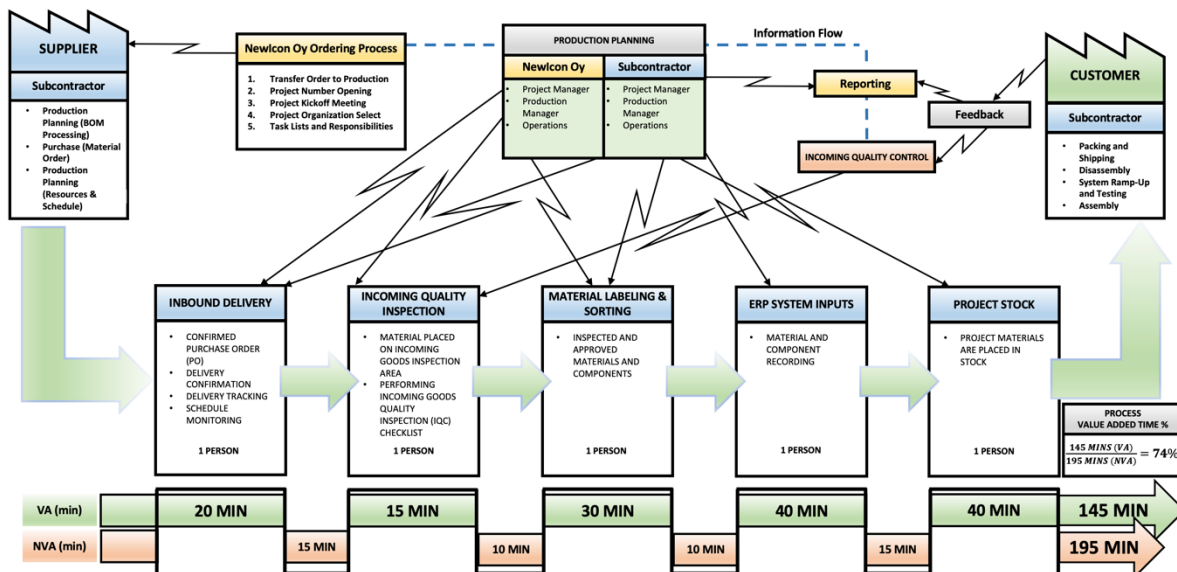 SUPPLIER
Subcontractor
• Production
Planning (BOM
Processing)
• Purchase (Material
Order)
• Production
Planning
(Resources &
Schedule)
NewIcon Oy Ordering Process
1. Transfer Order to Production
2. Project Number Opening
3. Project Kickoff Meeting
4. Project Organization Select
5. Task Lists and Responsibilities
PRODUCTION PLANNING
NewIcon Oy
• Project Manager
• Production
Manager
• Operations
Subcontractor
• Project Manager
• Production
Manager
• Operations
Information Flow
Reporting
Feedback
INCOMING QUALITY CONTROL
CUSTOMER
Subcontractor
• Packing and
Shipping
• Disassembly
• System Ramp-Up
and Testing
• Assembly
INBOUND DELIVERY
• CONFIRMED
PURCHASE ORDER
(PO)
• DELIVERY
CONFIRMATION
• DELIVERY TRACKING
• SCHEDULE
MONITORING
1 PERSON
INCOMING QUALITY
INSPECTION
• MATERIAL PLACED
ON INCOMING
GOODS INSPECTION
AREA
• PERFORMING
INCOMING GOODS
QUALITY
INSPECTION (IQC)
CHECKLIST
1 PERSON
MATERIAL LABELING &
SORTING
• INSPECTED AND
APPROVED
MATERIALS AND
COMPONENTS
1 PERSON
ERP SYSTEM INPUTS
• MATERIAL AND
COMPONENT
RECORDING
1 PERSON
PROJECT STOCK
• PROJECT MATERIALS
ARE PLACED IN
STOCK
1 PERSON
PROCESS
VALUE ADDED TIME %
145 MINS (VA)
195 MINS (NVA)
= 74%
VA (min)
20 MIN
15 MIN
30 MIN
40 MIN
40 MIN
145 MIN
NVA (min)
15 MIN
10 MIN
10 MIN
15 MIN
195 MIN